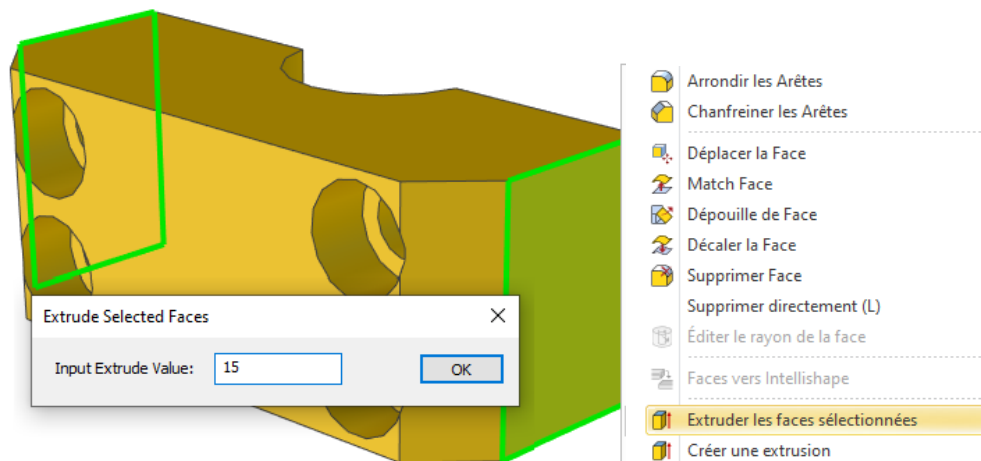 Extrude Selected Faces
Input Extrude Value:
15
OK
Arrondir les Arêtes
Chanfreiner les Arêtes
Déplacer la Face
Match Face
Dépouille de Face
Décaler la Face
Supprimer Face
Supprimer directement (L)
Éditer le rayon de la face
Faces vers Intellishape
Extruder les faces sélectionnées
Créer une extrusion